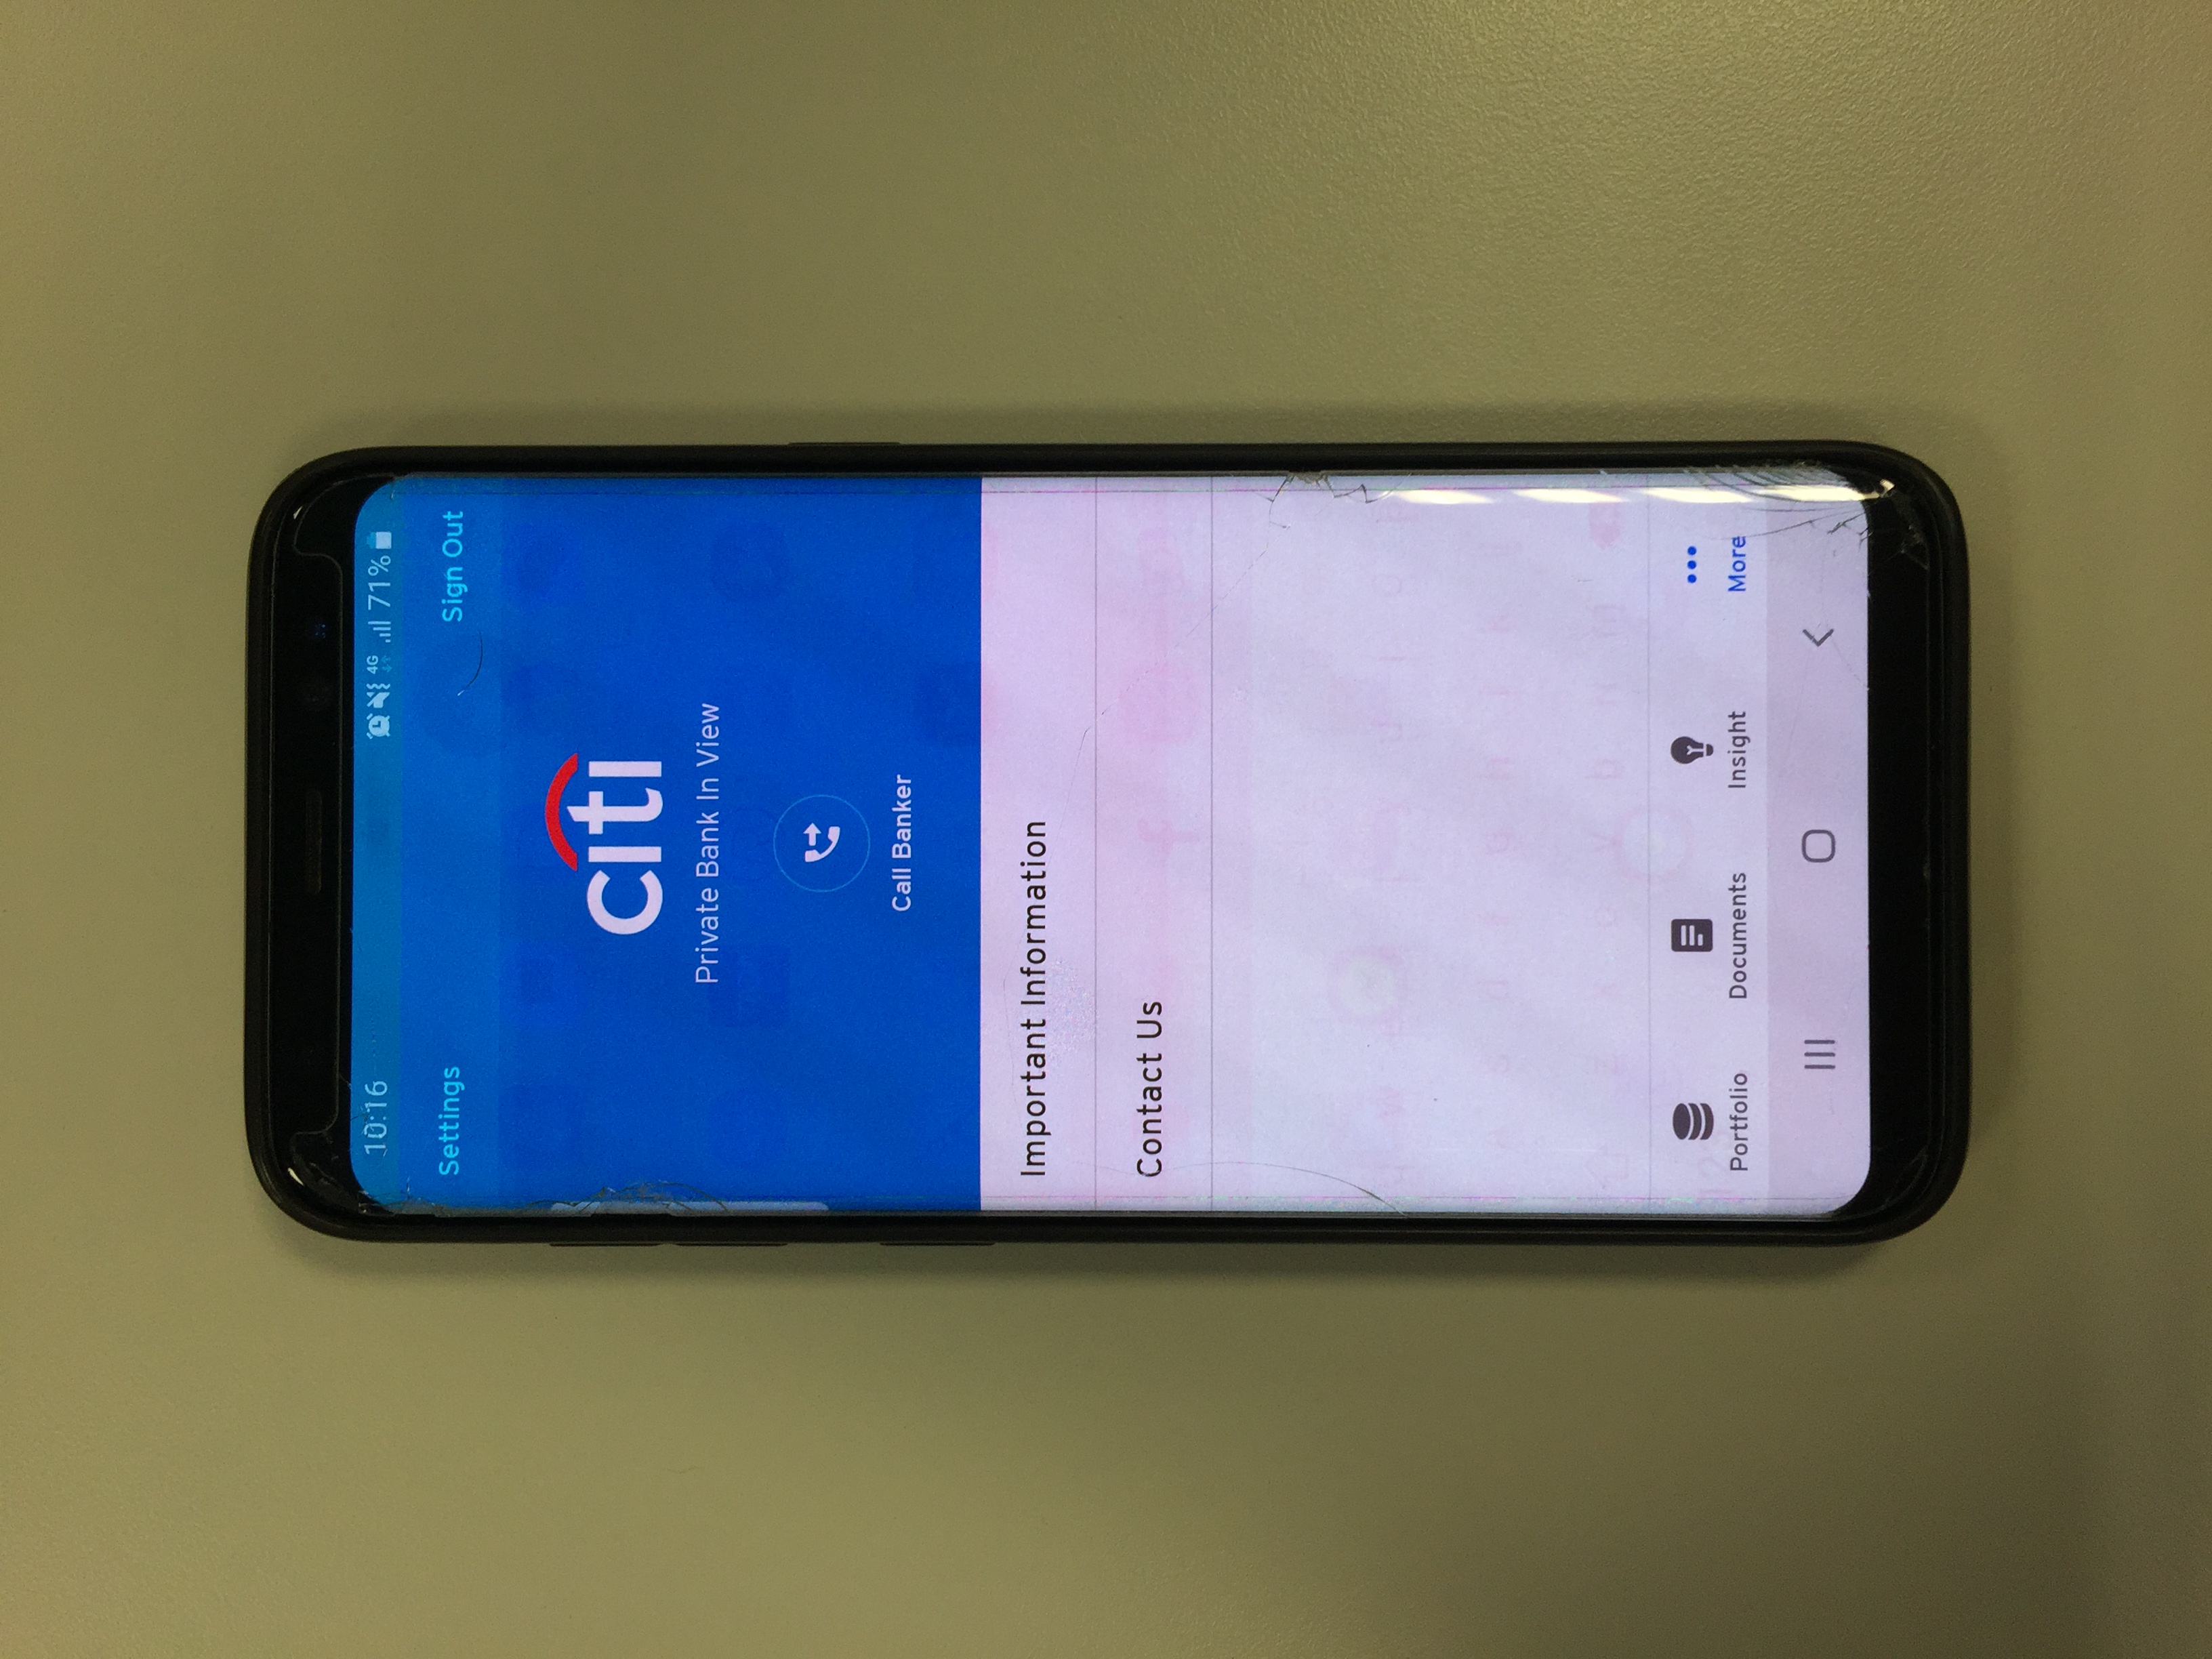 10:16 4G 71%
Settings Sign Out
citi
Private Bank In View
Call Banker
Important Information
Contact Us
Portfolio Documents Insight More